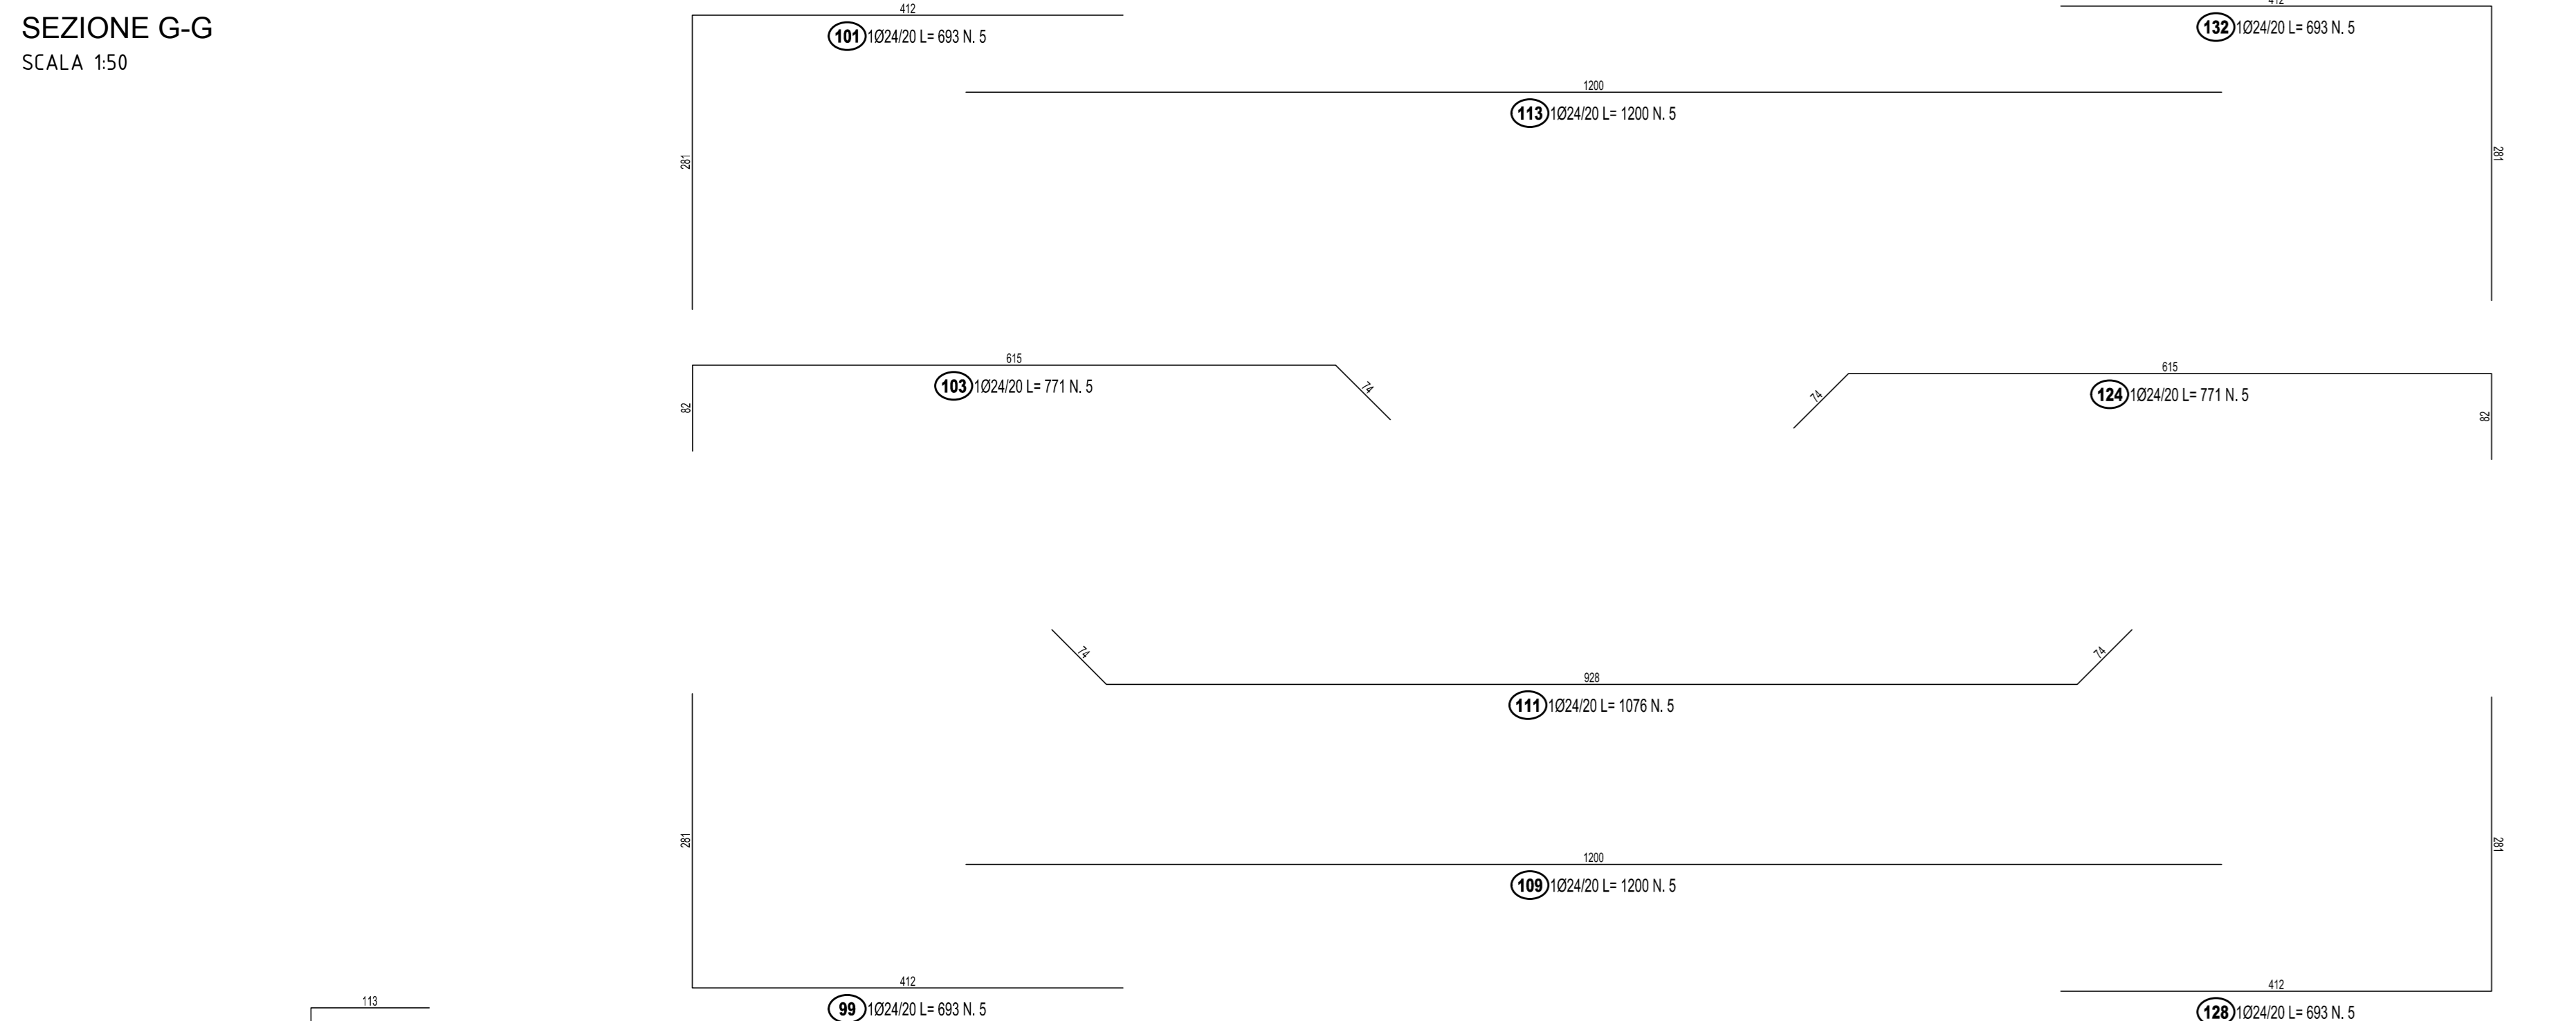 SEZIONE G-G
SCALA 1:50
412
101 1Ø24/20 L= 693 N. 5
412
132 1Ø24/20 L= 693 N. 5
1200
113 1Ø24/20 L= 1200 N. 5
281
281
615
103 1Ø24/20 L= 771 N. 5
74
82
615
124 1Ø24/20 L= 771 N. 5
74
82
74
928
74
111 1Ø24/20 L= 1076 N. 5
281
281
1200
109 1Ø24/20 L= 1200 N. 5
412
99 1Ø24/20 L= 693 N. 5
412
128 1Ø24/20 L= 693 N. 5
113